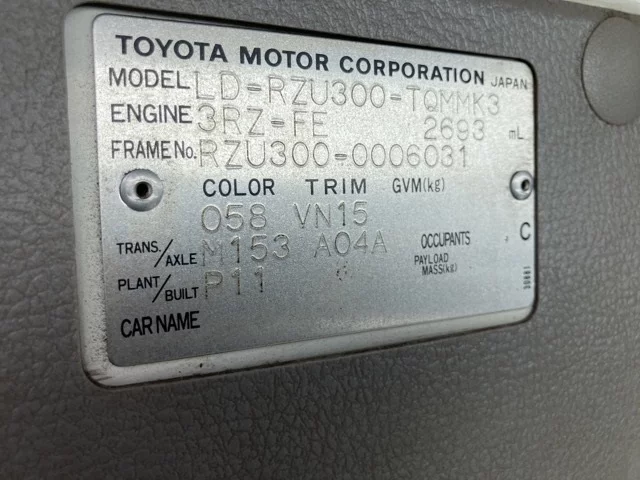 TOYOTA MOTOR CORPORATION JAPAN
MODEL LD-RZU300-TQMMK3
ENGINE 3RZ-FE 2693 mL
FRAME No. RZU300-0006031
COLOR TRIM GVM(kg)
058 VN15
C
TRANS./AXLE M153 A04A OCCUPANTS
PAYLOAD MASS(kg)
PLANT/BUILT P11
CAR NAME